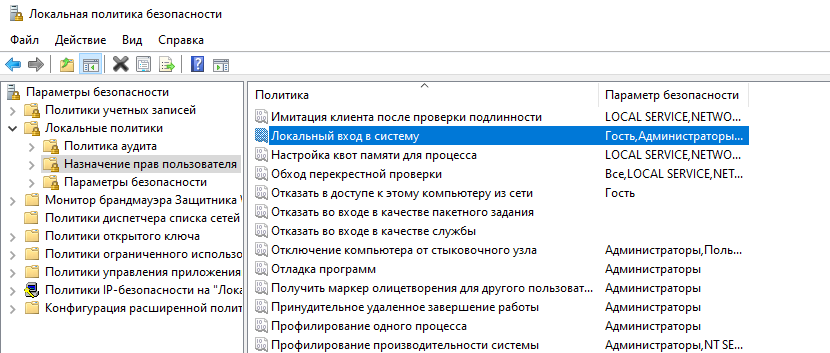 Локальная политика безопасности
Файл Действие Вид Справка
Параметры безопасности
Политики учетных записей
Локальные политики
Политика аудита
Назначение прав пользователя
Параметры безопасности
Монитор брандмауэра Защитника
Политики диспетчера списка сетей
Политики открытого ключа
Политики ограниченного использо
Политики управления приложения
Политики IP-безопасности на "Лока
Конфигурация расширенной полит
Политика Параметр безопасности
Имитация клиента после проверки подлинности LOCAL SERVICE,NETWO...
Локальный вход в систему Гость,Администраторы...
Настройка квот памяти для процесса LOCAL SERVICE,NETWO...
Обход перекрестной проверки Все,LOCAL SERVICE,NET...
Отказать в доступе к этому компьютеру из сети Гость
Отказать во входе в качестве пакетного задания
Отказать во входе в качестве службы
Отключение компьютера от стыковочного узла Администраторы,Поль...
Отладка программ Администраторы
Получить маркер олицетворения для другого пользоват... Администраторы
Принудительное удаленное завершение работы Администраторы
Профилирование одного процесса Администраторы
Профилирование производительности системы Администраторы,NT SE...